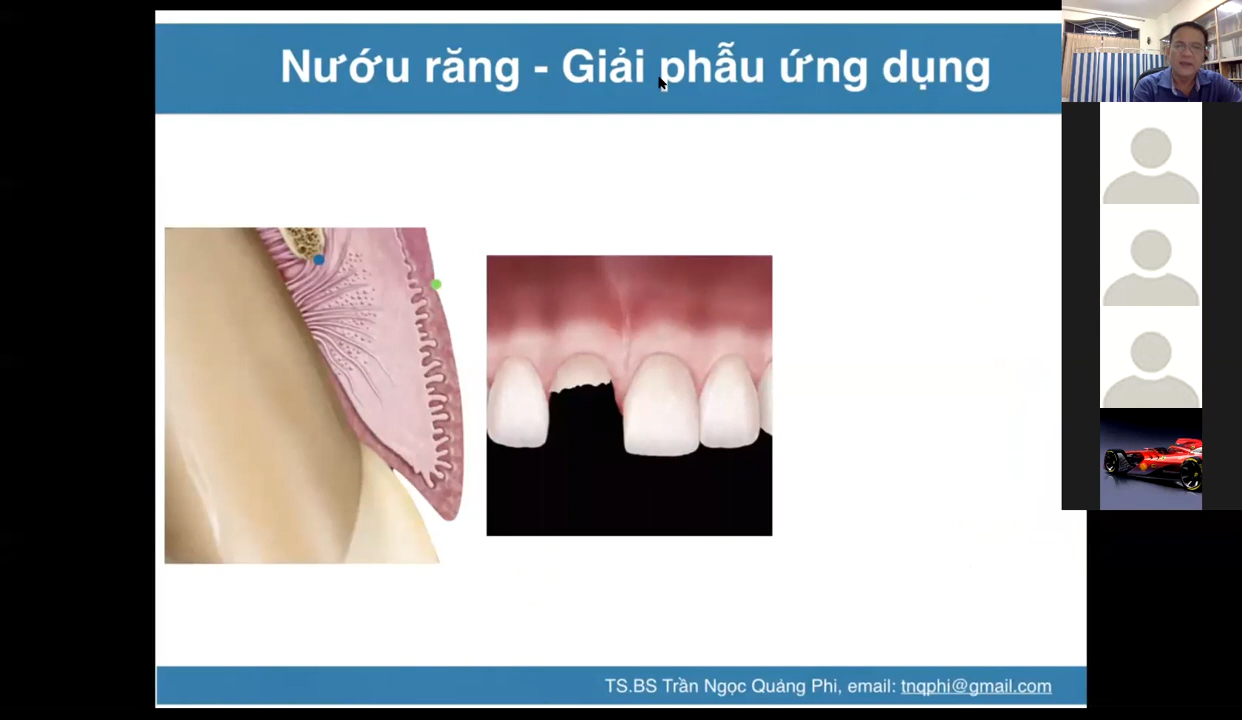 Nướu răng - Giải phẫu ứng dụng
TS.BS Trần Ngọc Quảng Phi, email: tnqphi@gmail.com